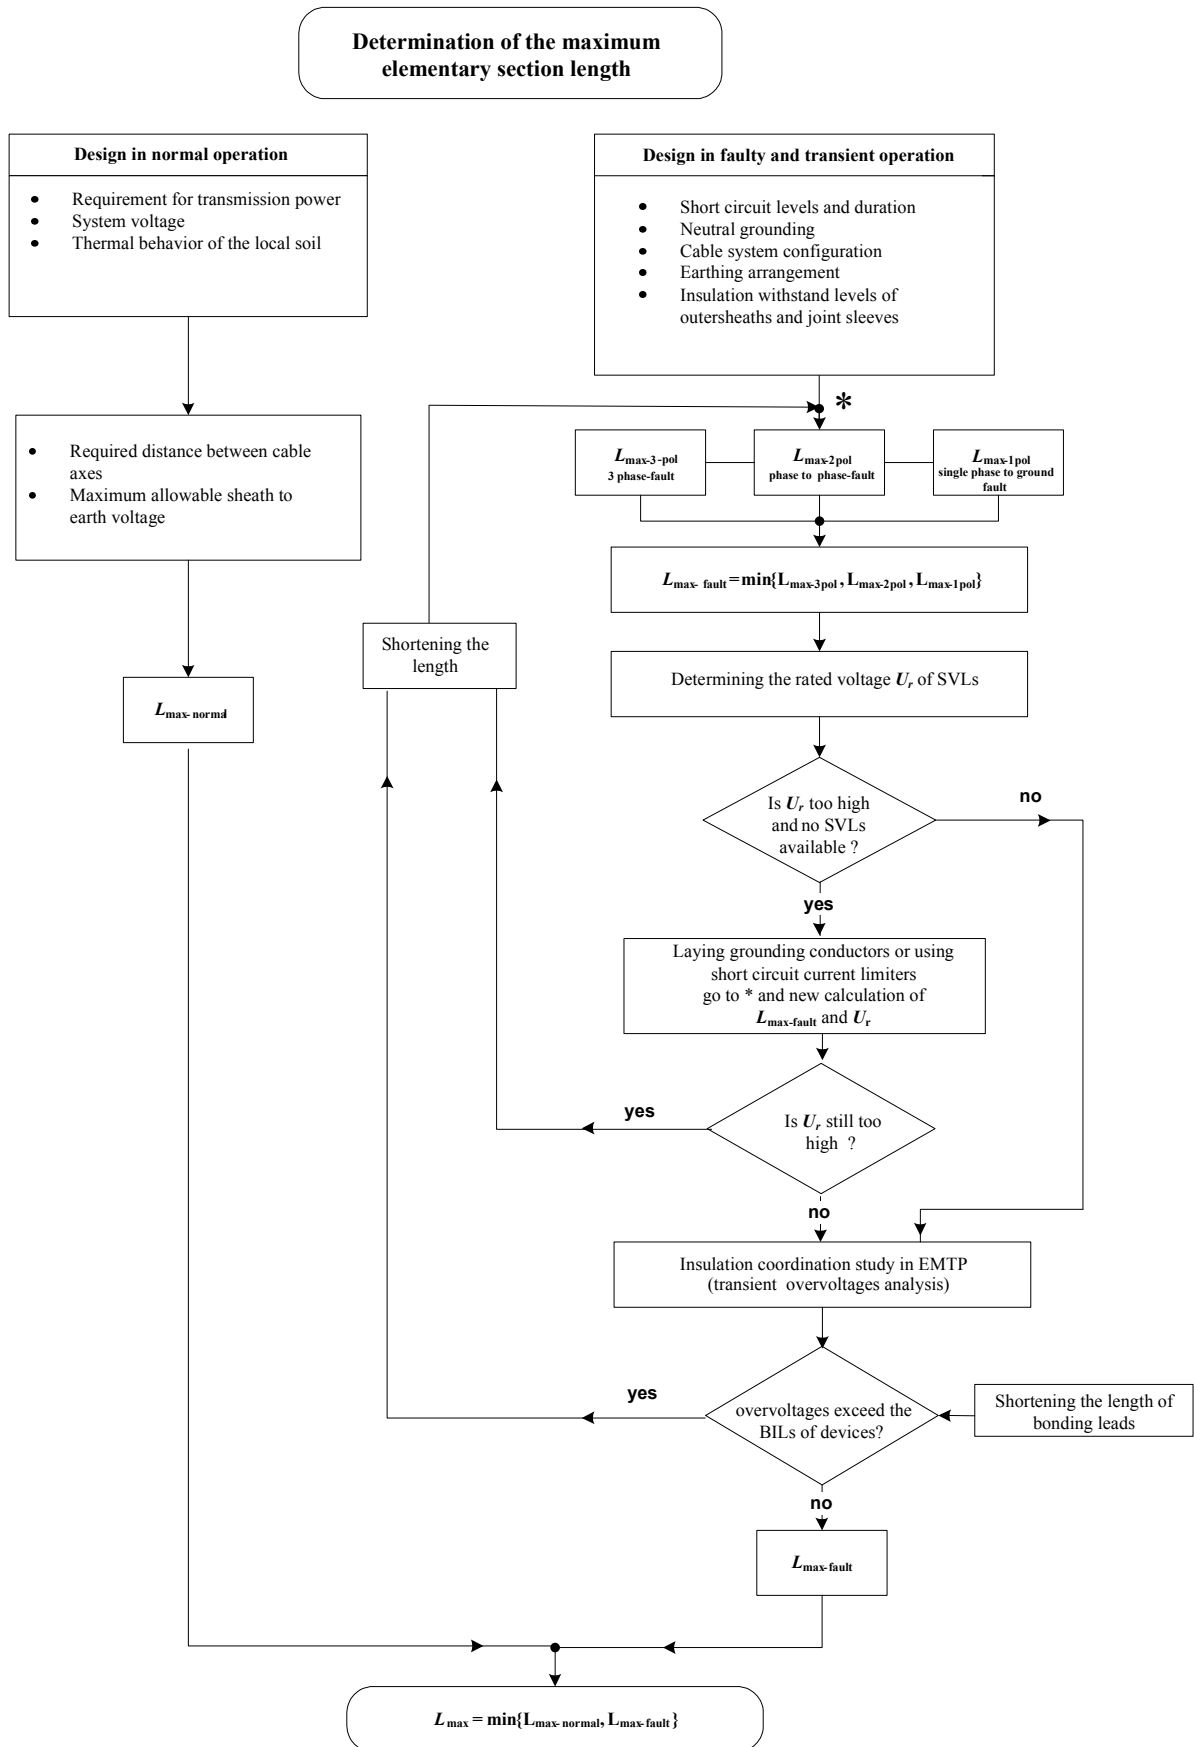 Determination of the maximum
elementary section length
Design in normal operation
• Requirement for transmission power
• System voltage
• Thermal behavior of the local soil
Design in faulty and transient operation
• Short circuit levels and duration
• Neutral grounding
• Cable system configuration
• Earthing arrangement
• Insulation withstand levels of
outersheaths and joint sleeves
*
• Required distance between cable
axes
• Maximum allowable sheath to
earth voltage
Lmax-3-pol
3 phase-fault
Lmax-2pol
phase to phase-fault
Lmax-1pol
single phase to ground
fault
Lmax- fault=min{Lmax-3pol, Lmax-2pol, Lmax-1pol}
Shortening the
length
Determining the rated voltage Ur of SVLs
Lmax-normal
Is Ur too high
and no SVLs
available ?
no
yes
Laying grounding conductors or using
short circuit current limiters
go to * and new calculation of
Lmax-fault and Ur
Is Ur still too
high ?
yes
no
Insulation coordination study in EMTP
(transient overvoltages analysis)
overvoltages exceed the
BILs of devices?
yes
Shortening the length of
bonding leads
no
Lmax-fault
Lmax = min{Lmax-normal, Lmax-fault}